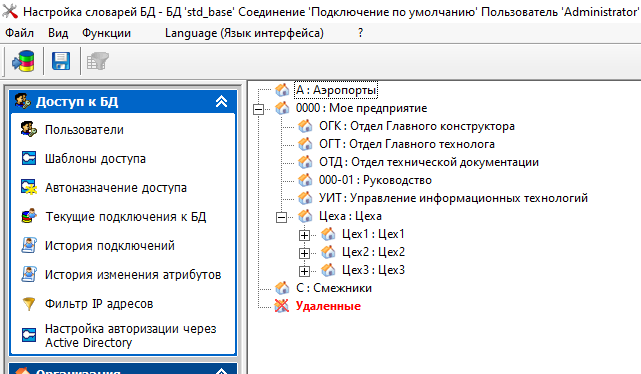 Настройка словарей БД - БД 'std_base' Соединение 'Подключение по умолчанию' Пользователь 'Administrator'
Файл Вид Функции Language (Язык интерфейса) ?
Доступ к БД
Пользователи
Шаблоны доступа
Автоназначение доступа
Текущие подключения к БД
История подключений
История изменения атрибутов
Фильтр IP адресов
Настройка авторизации через
Active Directory
Организация
А : Аэропорты
0000 : Мое предприятие
ОГК : Отдел Главного конструктора
ОГТ : Отдел Главного технолога
ОТД : Отдел технической документации
000-01 : Руководство
УИТ : Управление информационных технологий
Цеха : Цеха
Цех1 : Цех1
Цех2 : Цех2
Цех3 : Цех3
С : Смежники
Удаленные